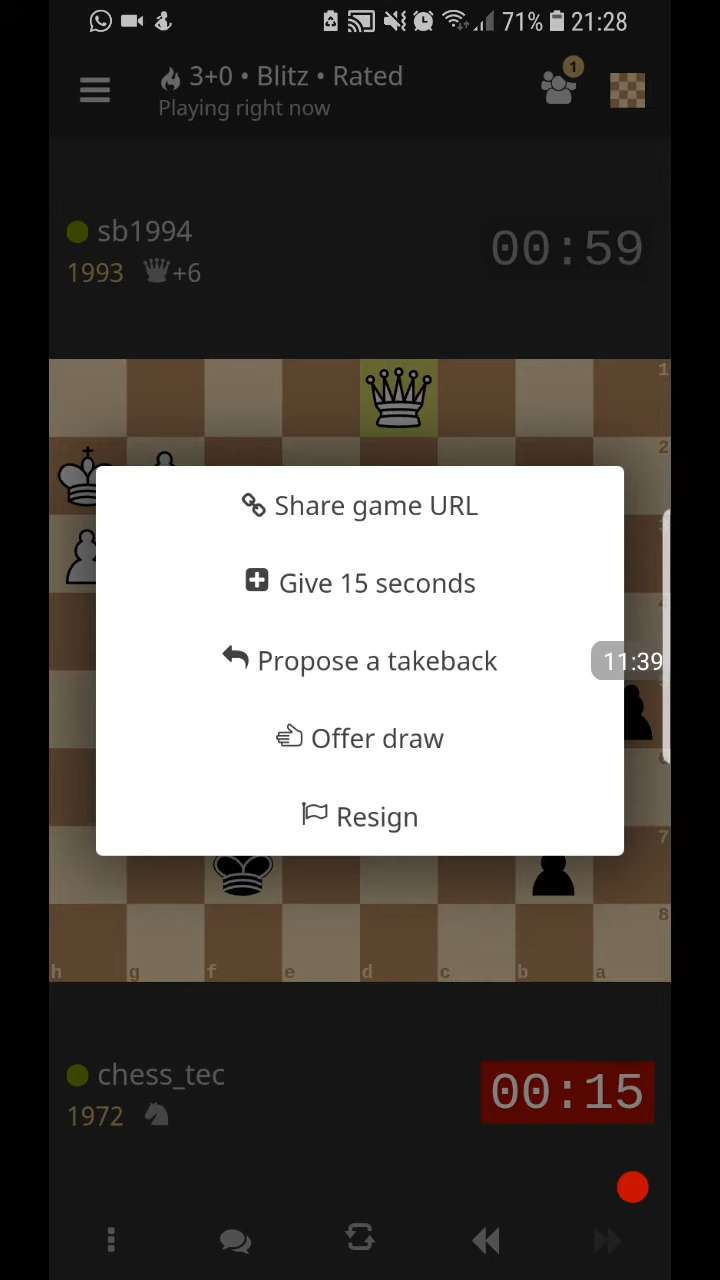 71% 21:28
3+0 • Blitz • Rated
1
Playing right now
sb1994
00:59
1993 +6
1
2
Share game URL
Give 15 seconds
Propose a takeback
11:39
Offer draw
Resign
7
8
h g f e d c b a
chess_tec
00:15
1972